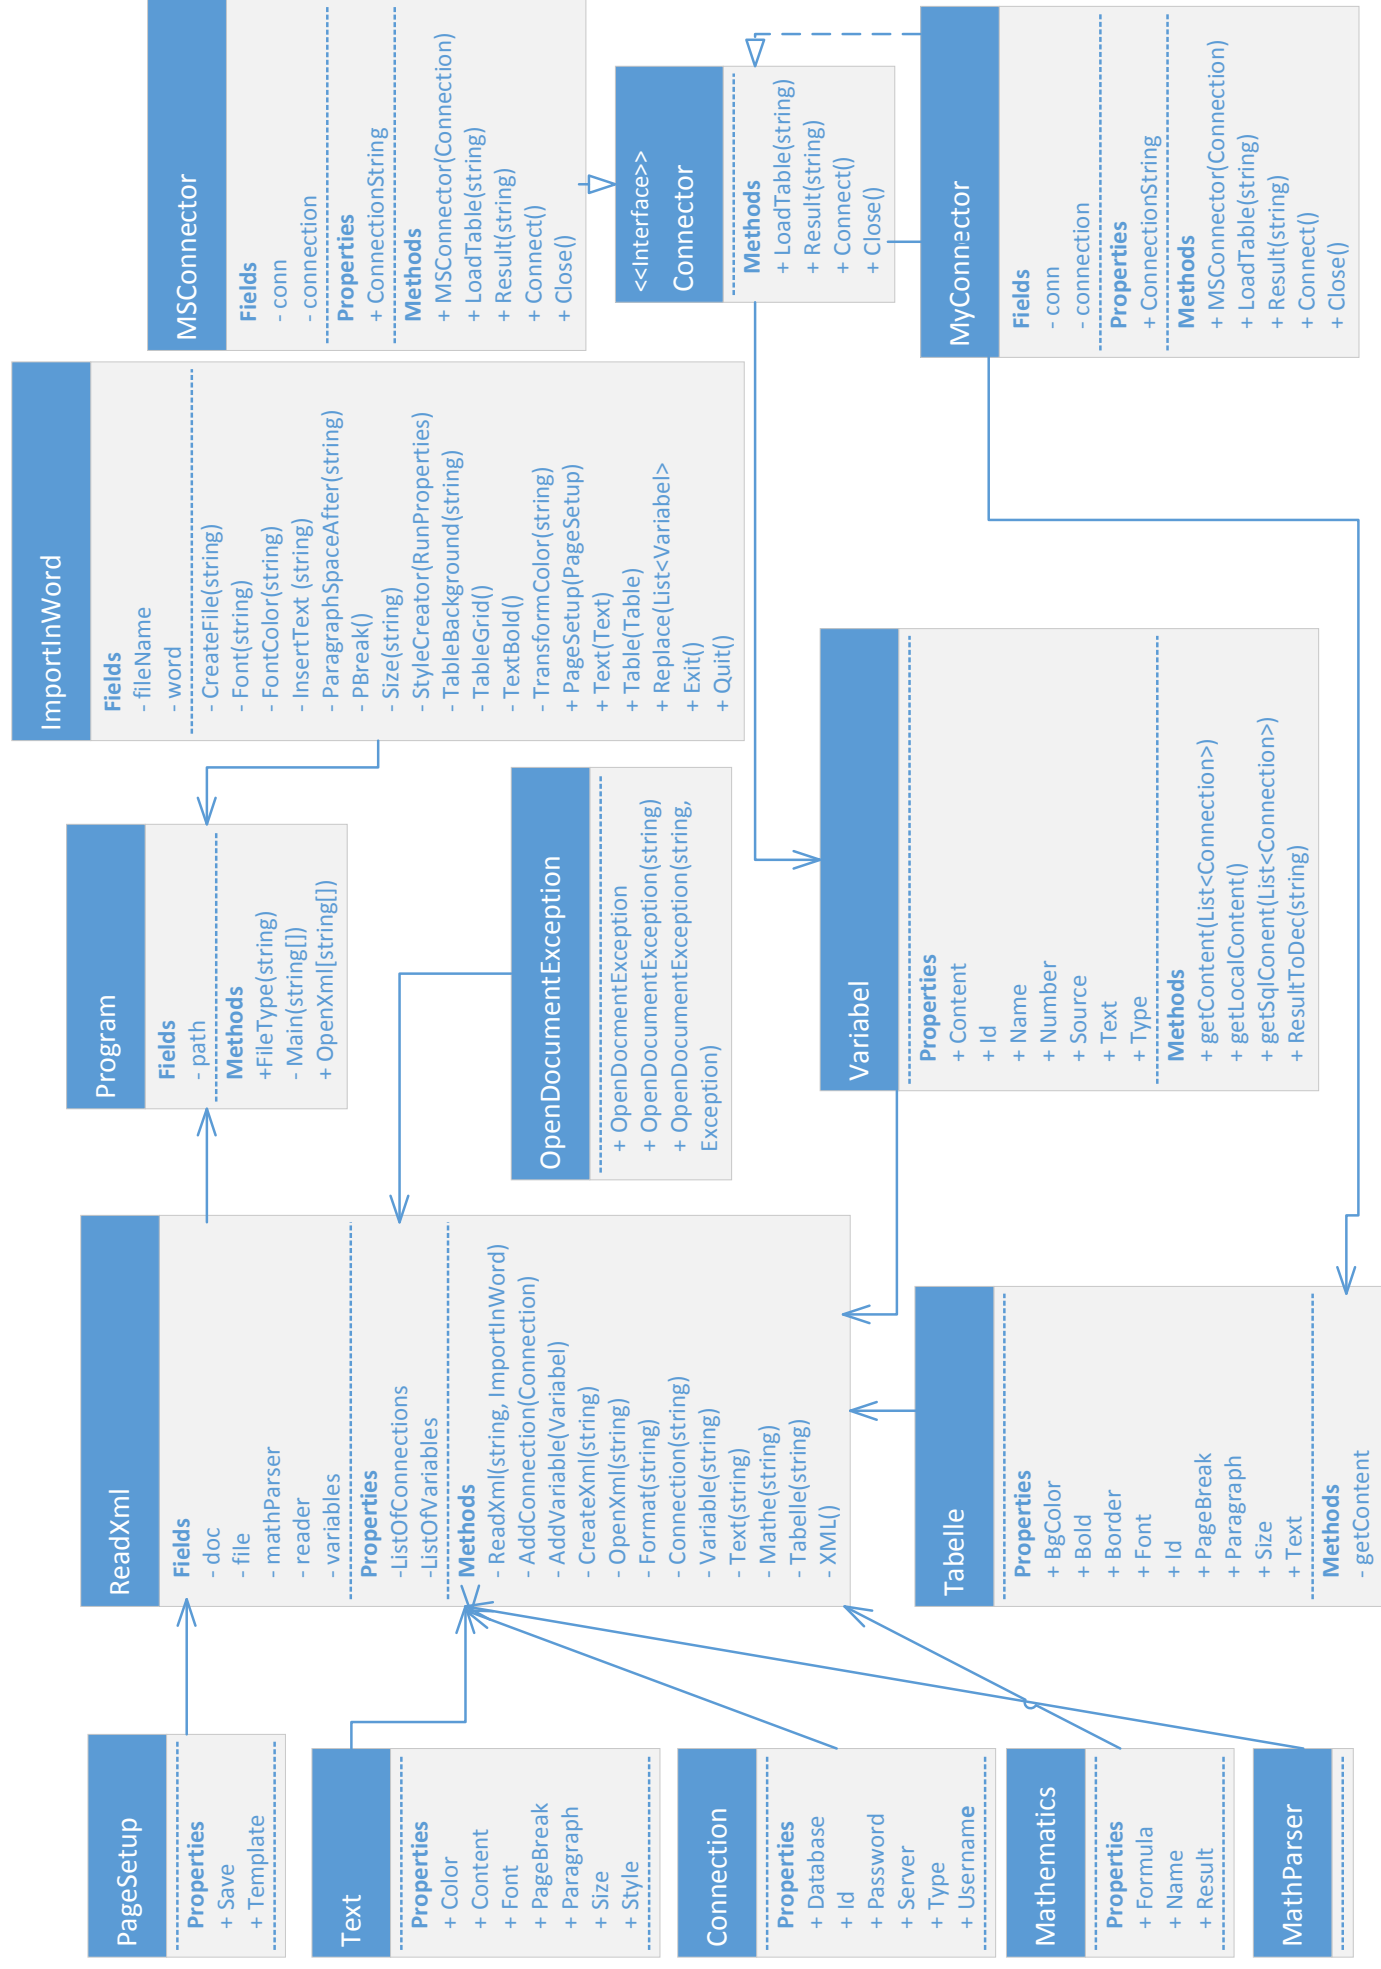 PageSetup
Properties
+ Save
+ Template
Text
Properties
+ Color
+ Content
+ Font
+ PageBreak
+ Paragraph
+ Size
+ Style
Connection
Properties
+ Database
+ Id
+ Password
+ Server
+ Type
+ Username
Mathematics
Properties
+ Formula
+ Name
+ Result
MathParser
ReadXml
Fields
- doc
- file
- mathParser
- reader
- variables
Properties
-ListOfConnections
-ListOfVariables
Methods
- ReadXml(string, ImportInWord)
- AddConnection(Connection)
- AddVariable(Variabel)
- CreateXml(string)
- OpenXml(string)
- Format(string)
- Connection(string)
- Variable(string)
- Text(string)
- Mathe(string)
- Tabelle(string)
- XML()
Tabelle
Properties
+ BgColor
+ Bold
+ Border
+ Font
+ Id
+ PageBreak
+ Paragraph
+ Size
+ Text
Methods
- getContent
Program
Fields
- path
Methods
+FileType(string)
- Main(string[])
+ OpenXml[string[])
OpenDocumentException
+ OpenDocmentException
+ OpenDocumentException(string)
+ OpenDocumentException(string,
Exception)
Variabel
Properties
+ Content
+ Id
+ Name
+ Number
+ Source
+ Text
+ Type
Methods
+ getContent(List<Connection>)
+ getLocalContent()
+ getSqlConent(List<Connection>)
+ ResultToDec(string)
ImportInWord
Fields
- fileName
- word
- CreateFile(string)
- Font(string)
- FontColor(string)
- InsertText (string)
- ParagraphSpaceAfter(string)
- PBreak()
- Size(string)
- StyleCreator(RunProperties)
- TableBackground(string)
- TableGrid()
- TextBold()
- TransformColor(string)
+ PageSetup(PageSetup)
+ Text(Text)
+ Table(Table)
+ Replace(List<Variabel>
+ Exit()
+ Quit()
MSConnector
Fields
- conn
- connection
Properties
+ ConnectionString
Methods
+ MSConnector(Connection)
+ LoadTable(string)
+ Result(string)
+ Connect()
+ Close()
<<Interface>>
Connector
Methods
+ LoadTable(string)
+ Result(string)
+ Connect()
+ Close()
MyConnector
Fields
- conn
- connection
Properties
+ ConnectionString
Methods
+ MSConnector(Connection)
+ LoadTable(string)
+ Result(string)
+ Connect()
+ Close()